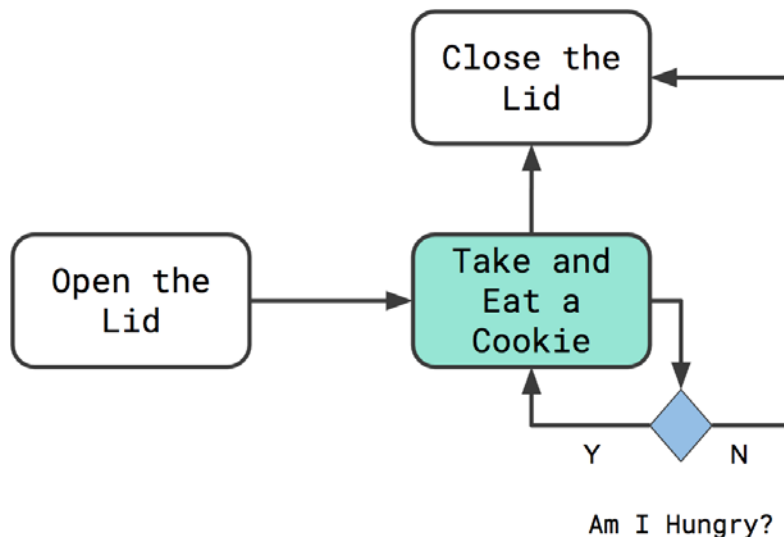 Close the
Lid
Open the
Lid
Take and
Eat a
Cookie
Y
N
Am I Hungry?